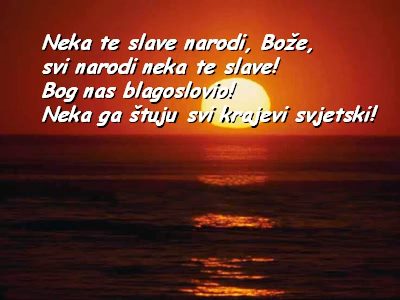 Neka te slave narodi, Bože,
svi narodi neka te slave!
Bog nas blagoslovio!
Neka ga štuju svi krajevi svjetski!